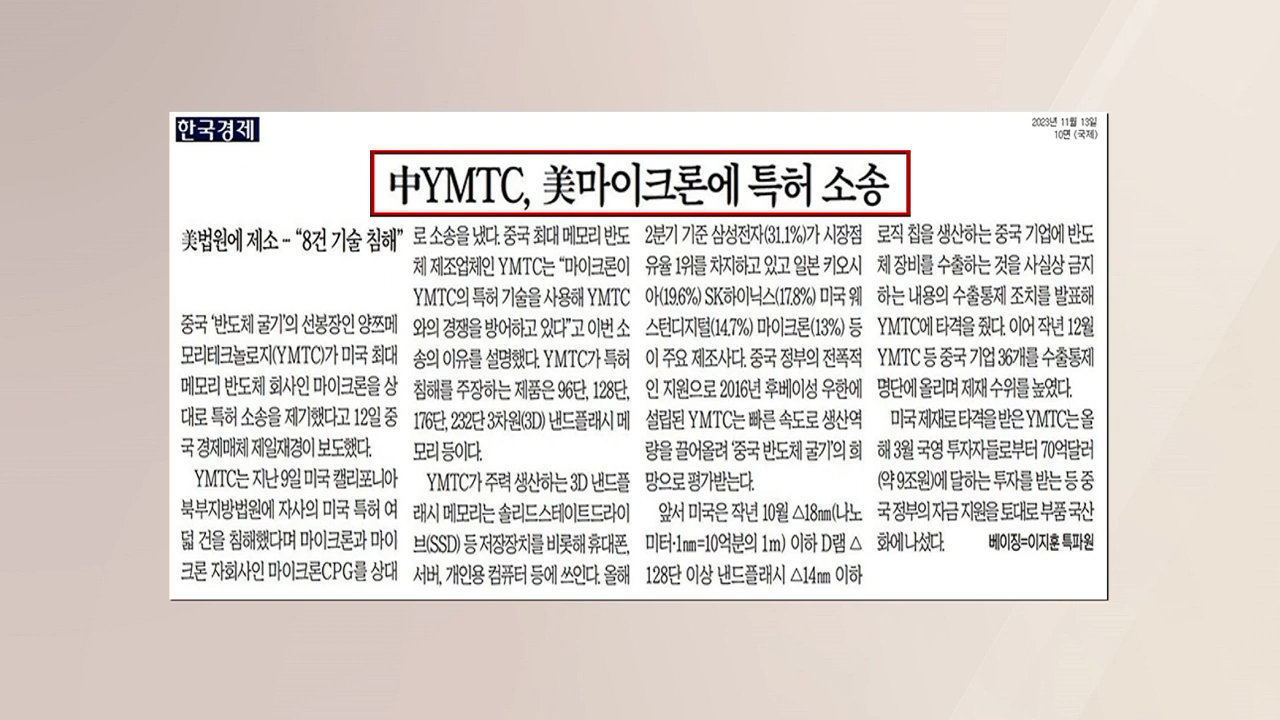 한국경제
2023년 11월 13일
10면 (국제)
中YMTC, 美마이크론에 특허 소송
美법원에 제소 - “8건 기술 침해”
중국 ‘반도체 굴기’의 선봉장인 양쯔메
모리테크놀로지(YMTC)가 미국 최대
메모리 반도체 회사인 마이크론을 상
대로 특허 소송을 제기했다고 12일 중
국 경제매체 제일재경이 보도했다.
YMTC는 지난 9일 미국 캘리포니아
북부지방법원에 자사의 미국 특허 여
덟 건을 침해했다며 마이크론과 마이
크론 자회사인 마이크론CPG를 상대
로 소송을 냈다. 중국 최대 메모리 반도
체 제조업체인 YMTC는 “마이크론이
YMTC의 특허 기술을 사용해 YMTC
와의 경쟁을 방어하고 있다”고 이번 소
송의 이유를 설명했다. YMTC가 특허
침해를 주장하는 제품은 96단, 128단,
176단, 232단 3차원(3D) 낸드플래시 메
모리 등이다.
YMTC가 주력 생산하는 3D 낸드플
래시 메모리는 솔리드스테이트드라이
브(SSD) 등 저장장치를 비롯해 휴대폰,
서버, 개인용 컴퓨터 등에 쓰인다. 올해
2분기 기준 삼성전자(31.1%)가 시장점
유율 1위를 차지하고 있고 일본 키오시
아(19.6%) SK하이닉스(17.8%) 미국 웨
스턴디지털(14.7%) 마이크론(13%) 등
이 주요 제조사다. 중국 정부의 전폭적
인 지원으로 2016년 후베이성 우한에
설립된 YMTC는 빠른 속도로 생산역
량을 끌어올려 ‘중국 반도체 굴기’의 희
망으로 평가받는다.
앞서 미국은 작년 10월 △18㎚(나노
미터·1㎚=10억분의 1m) 이하 D램 △
128단 이상 낸드플래시 △14㎚ 이하
로직 칩을 생산하는 중국 기업에 반도
체 장비를 수출하는 것을 사실상 금지
하는 내용의 수출통제 조치를 발표해
YMTC에 타격을 줬다. 이어 작년 12월
YMTC 등 중국 기업 36개를 수출통제
명단에 올리며 제재 수위를 높였다.
미국 제재로 타격을 받은 YMTC는 올
해 3월 국영 투자자들로부터 70억달러
(약 9조원)에 달하는 투자를 받는 등 중
국 정부의 자금 지원을 토대로 부품 국산
화에 나섰다. 베이징=이지훈 특파원